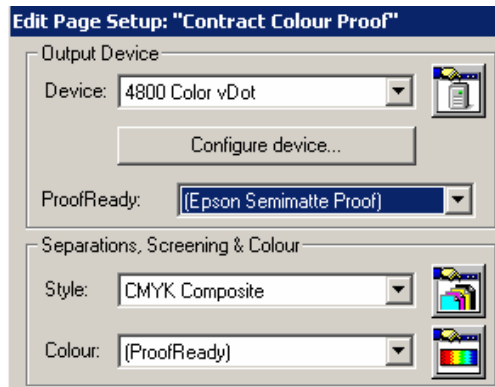 Edit Page Setup: "Contract Colour Proof"
Output Device
Device: 4800 Color vDot
Configure device...
ProofReady: (Epson Semimatte Proof)
Separations, Screening & Colour
Style: CMYK Composite
Colour: (ProofReady)